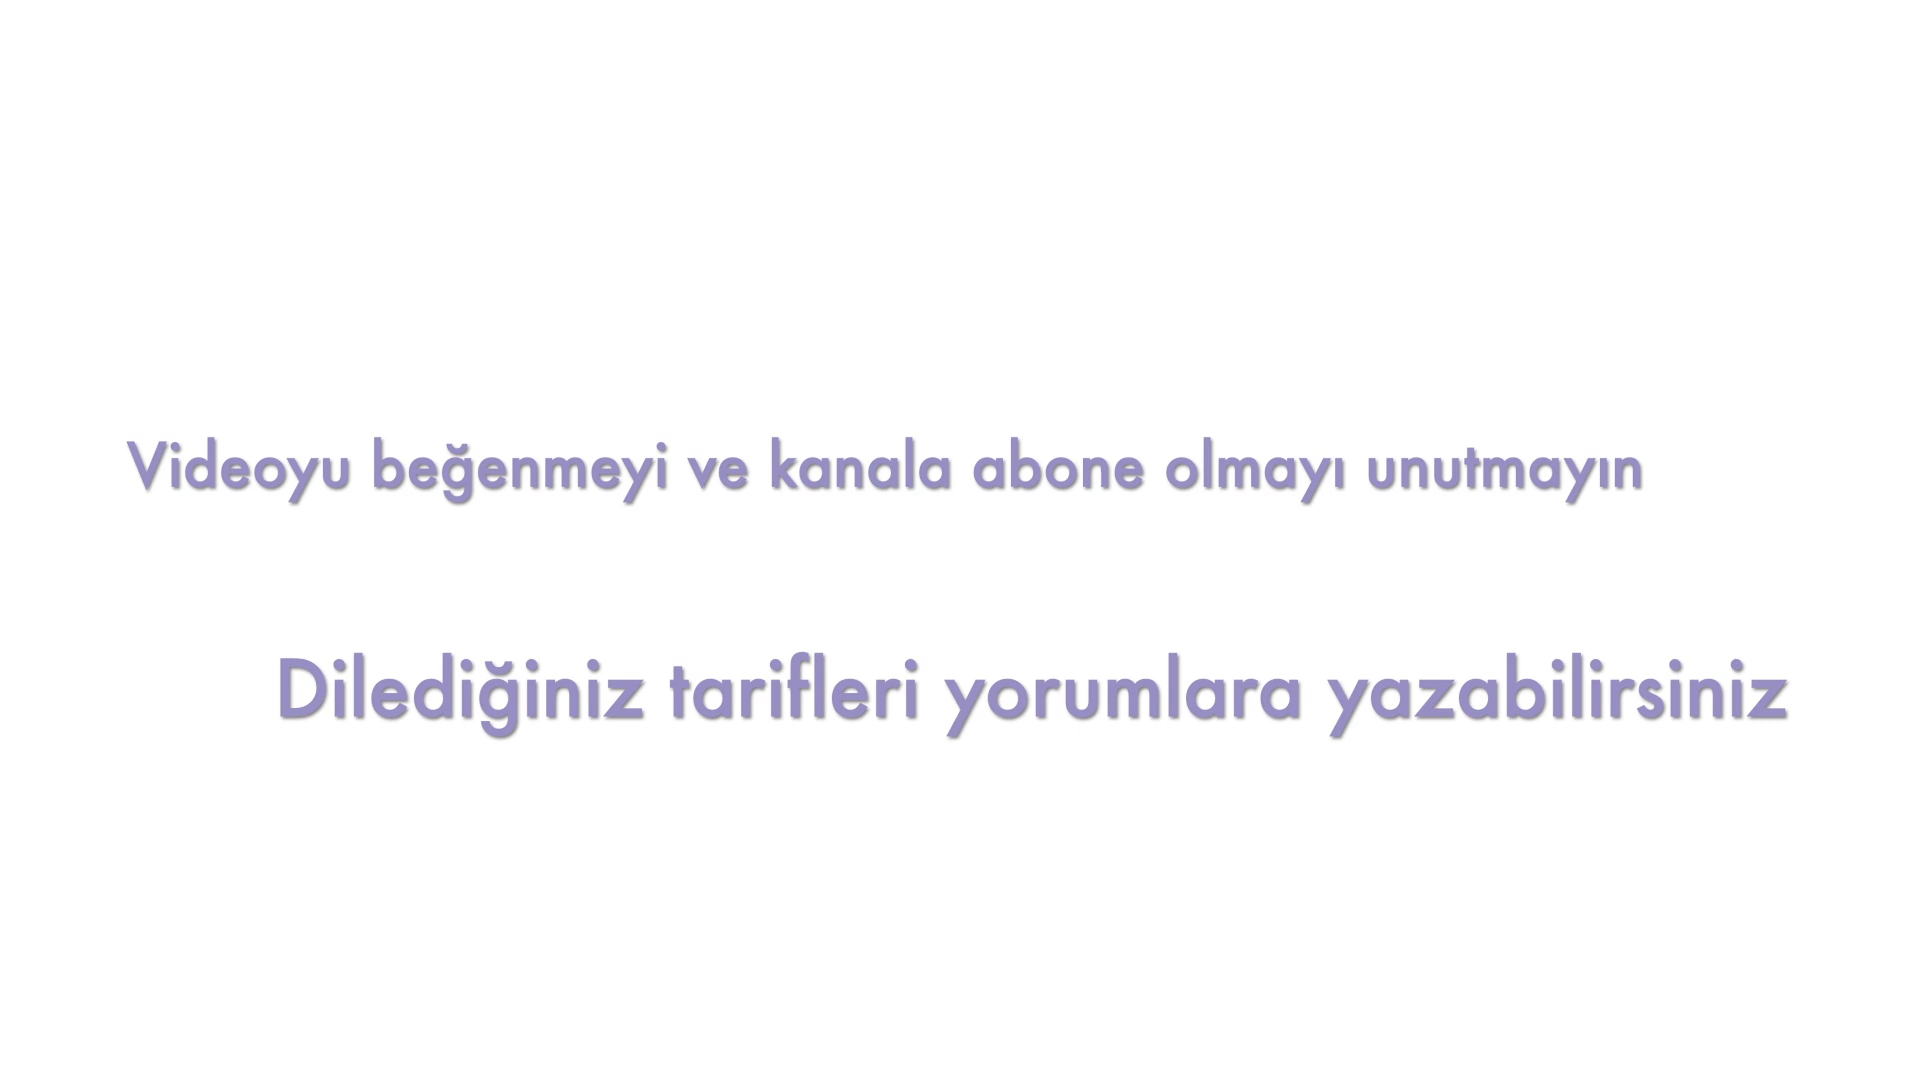 Videoyu beğenmeyi ve kanala abone olmayı unutmayın
Dilediğiniz tarifleri yorumlara yazabilirsiniz